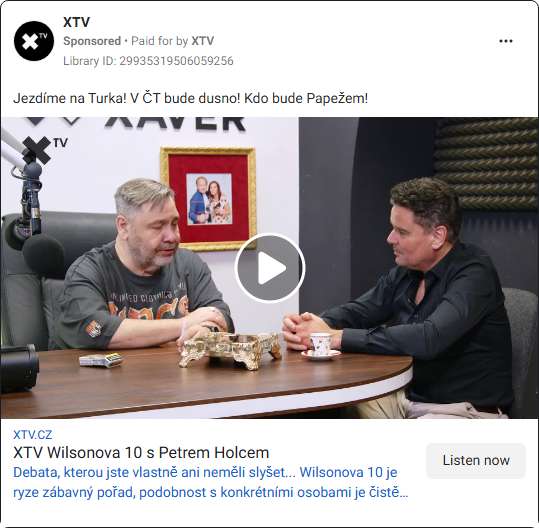 XTV
Sponsored • Paid for by XTV
Library ID: 29935319506059256
Jezdíme na Turka! V ČT bude dusno! Kdo bude Papežem!
XAVER
XTV
XTV.CZ
XTV Wilsonova 10 s Petrem Holcem
Debata, kterou jste vlastně ani neměli slyšet... Wilsonova 10 je
ryze zábavný pořad, podobnost s konkrétními osobami je čistě...
Listen now